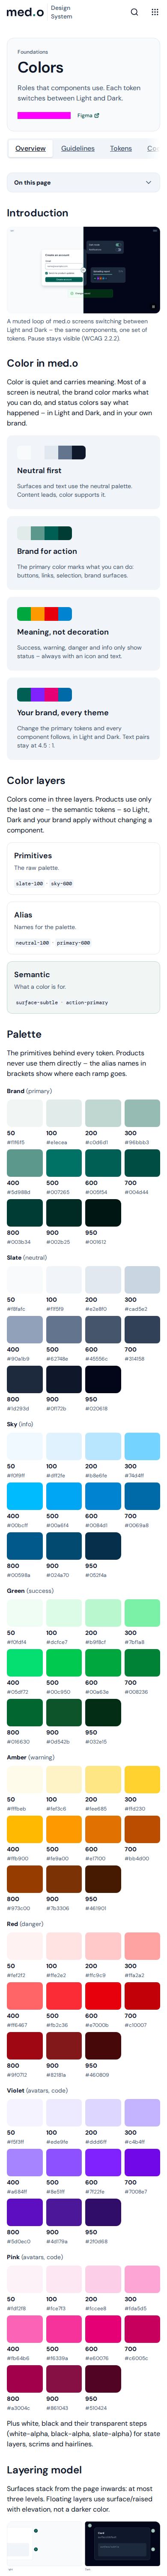 med.o
Design
System
Foundations
Colors
Roles that components use. Each token
switches between Light and Dark.
Figma
Overview Guidelines Tokens
On this page
Introduction
A muted loop of med.o screens switching between
Light and Dark – the same components, one set of
tokens. Pause stays visible (WCAG 2.2.2).
Color in med.o
Color is quiet and carries meaning. Most of a
screen is neutral, the brand color marks what
you can do, and status colors say what
happened – in Light and Dark, and in your own
brand.
Neutral first
Surfaces and text use the neutral palette.
Content leads, color supports it.
Brand for action
The primary color marks what you can do:
buttons, links, selection, brand surfaces.
Meaning, not decoration
Success, warning, danger and info only show
status – always with an icon and text.
Your brand, every theme
Change the primary tokens and every
component follows, in Light and Dark. Text pairs
stay at 4.5 : 1.
Color layers
Colors come in three layers. Products use only
the last one – the semantic tokens – so Light,
Dark and your brand apply without changing a
component.
Primitives
The raw palette.
slate-100 · sky-600
Alias
Names for the palette.
neutral-100 · primary-600
Semantic
What a color is for.
surface-subtle · action-primary
Palette
The primitives behind every token. Products
never use them directly – the alias names in
brackets show where each ramp goes.
Brand (primary)
50 100 200 300
#f1f6f5 #e1ecea #c0d6d1 #96bbb3
400 500 600 700
#5d988d #007265 #005f54 #004d44
800 900 950
#003b34 #002b25 #001612
Slate (neutral)
50 100 200 300
#f8fafc #f1f5f9 #e2e8f0 #cad5e2
400 500 600 700
#90a1b9 #62748e #45556c #314158
800 900 950
#1d293d #0f172b #020618
Sky (info)
50 100 200 300
#f0f9ff #dff2fe #b8e6fe #74d4ff
400 500 600 700
#00bcff #00a6f4 #0084d1 #0069a8
800 900 950
#00598a #024a70 #052f4a
Green (success)
50 100 200 300
#f0fdf4 #dcfce7 #b9f8cf #7bf1a8
400 500 600 700
#05df72 #00c950 #00a63e #008236
800 900 950
#016630 #0d542b #032e15
Amber (warning)
50 100 200 300
#fffbeb #fef3c6 #fee685 #ffd230
400 500 600 700
#ffb900 #fe9a00 #e17100 #bb4d00
800 900 950
#973c00 #7b3306 #461901
Red (danger)
50 100 200 300
#fef2f2 #ffe2e2 #ffc9c9 #ffa2a2
400 500 600 700
#ff6467 #fb2c36 #e7000b #c10007
800 900 950
#9f0712 #82181a #460809
Violet (avatars, code)
50 100 200 300
#f5f3ff #ede9fe #ddd6ff #c4b4ff
400 500 600 700
#a684ff #8e51ff #7f22fe #7008e7
800 900 950
#5d0ec0 #4d179a #2f0d68
Pink (avatars, code)
50 100 200 300
#fdf2f8 #fce7f3 #fccee8 #fda5d5
400 500 600 700
#fb64b6 #f6339a #e60076 #c6005c
800 900 950
#a3004c #861043 #510424
Plus white, black and their transparent steps
(white-alpha, black-alpha, slate-alpha) for state
layers, scrims and hairlines.
Layering model
Surfaces stack from the page inwards: at most
three levels. Floating layers use surface/raised
with elevation, not a darker color.